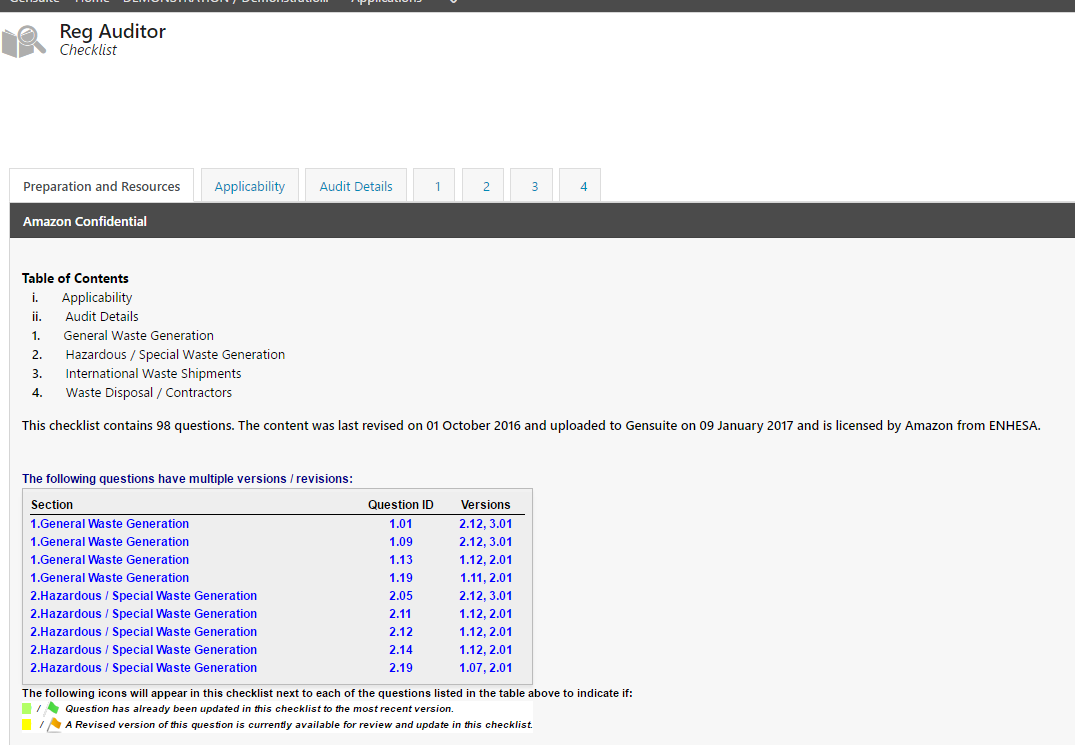 Gensuite Home DEMONSTRATION / Demonstration... Applications
Reg Auditor
Checklist
Preparation and Resources Applicability Audit Details 1 2 3 4
Amazon Confidential
Table of Contents
i. Applicability
ii. Audit Details
1. General Waste Generation
2. Hazardous / Special Waste Generation
3. International Waste Shipments
4. Waste Disposal / Contractors
This checklist contains 98 questions. The content was last revised on 01 October 2016 and uploaded to Gensuite on 09 January 2017 and is licensed by Amazon from ENHESA.
The following questions have multiple versions / revisions:
Section Question ID Versions
1.General Waste Generation 1.01 2.12, 3.01
1.General Waste Generation 1.09 2.12, 3.01
1.General Waste Generation 1.13 1.12, 2.01
1.General Waste Generation 1.19 1.11, 2.01
2.Hazardous / Special Waste Generation 2.05 2.12, 3.01
2.Hazardous / Special Waste Generation 2.11 1.12, 2.01
2.Hazardous / Special Waste Generation 2.12 1.12, 2.01
2.Hazardous / Special Waste Generation 2.14 1.12, 2.01
2.Hazardous / Special Waste Generation 2.19 1.07, 2.01
The following icons will appear in this checklist next to each of the questions listed in the table above to indicate if:
/ Question has already been updated in this checklist to the most recent version.
/ A Revised version of this question is currently available for review and update in this checklist.